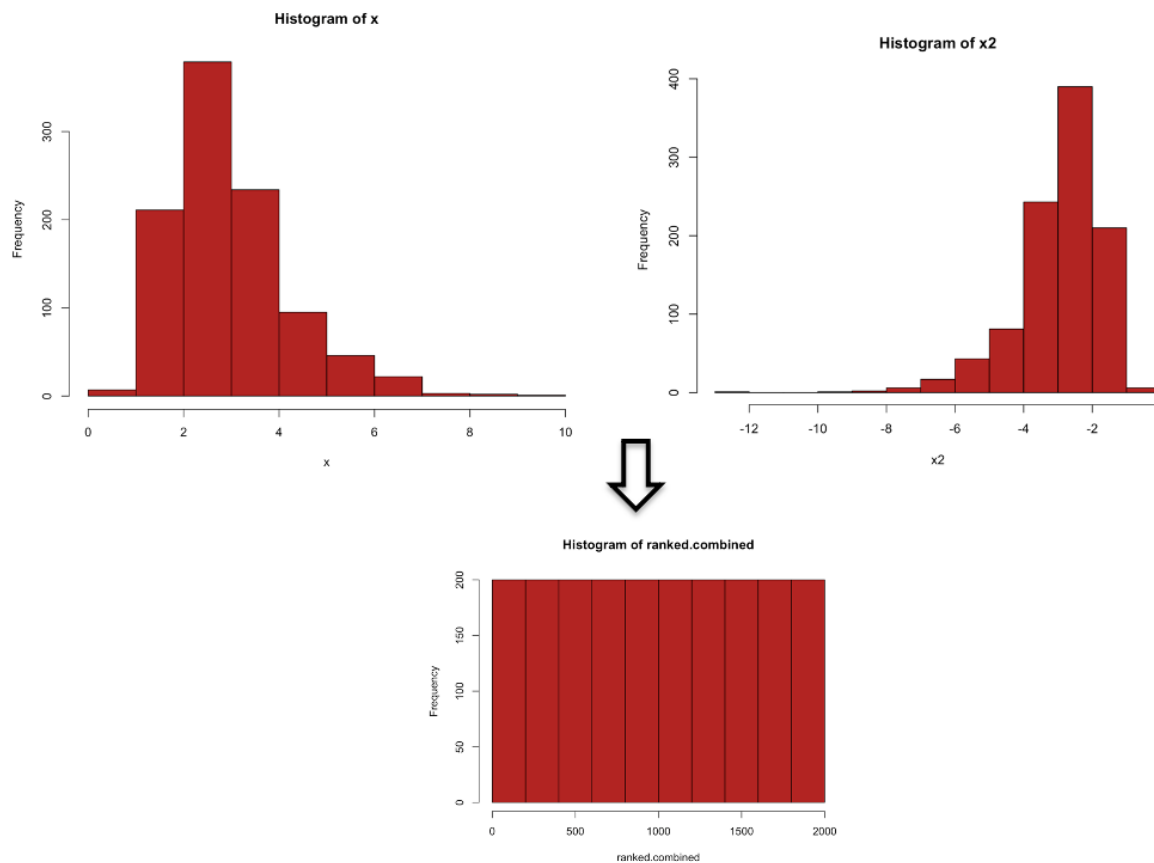 Histogram of x
Frequency
0 100 200 300
0 2 4 6 8 10
x
Histogram of x2
Frequency
0 100 200 300 400
-12 -10 -8 -6 -4 -2
x2
Histogram of ranked.combined
Frequency
0 50 100 150 200
0 500 1000 1500 2000
ranked.combined